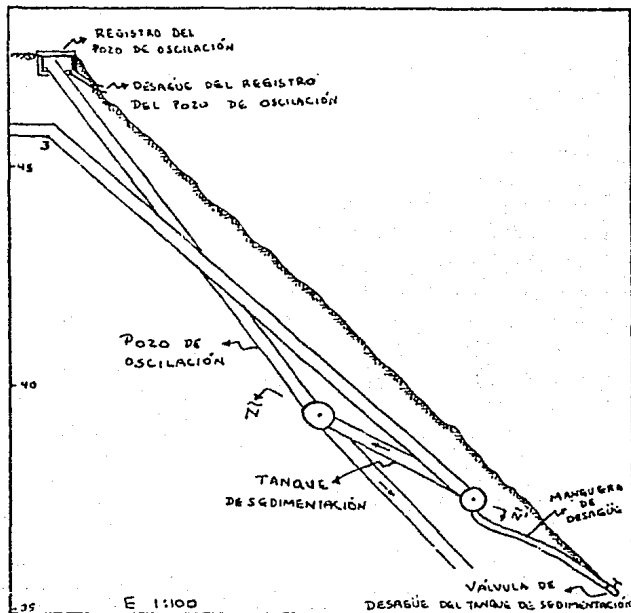 REGISTRO DEL
POZO DE OSCILACIÓN
DESAGÜE DEL REGISTRO
DEL POZO DE OSCILACIÓN
3
45
POZO DE
OSCILACIÓN
40
N
TANQUE
DE SEDIMENTACIÓN
MANGUERA
DE
DESAGÜE
N'
35
E 1:100
VÁLVULA DE
DESAGÜE DEL TANQUE DE SEDIMENTACIÓN